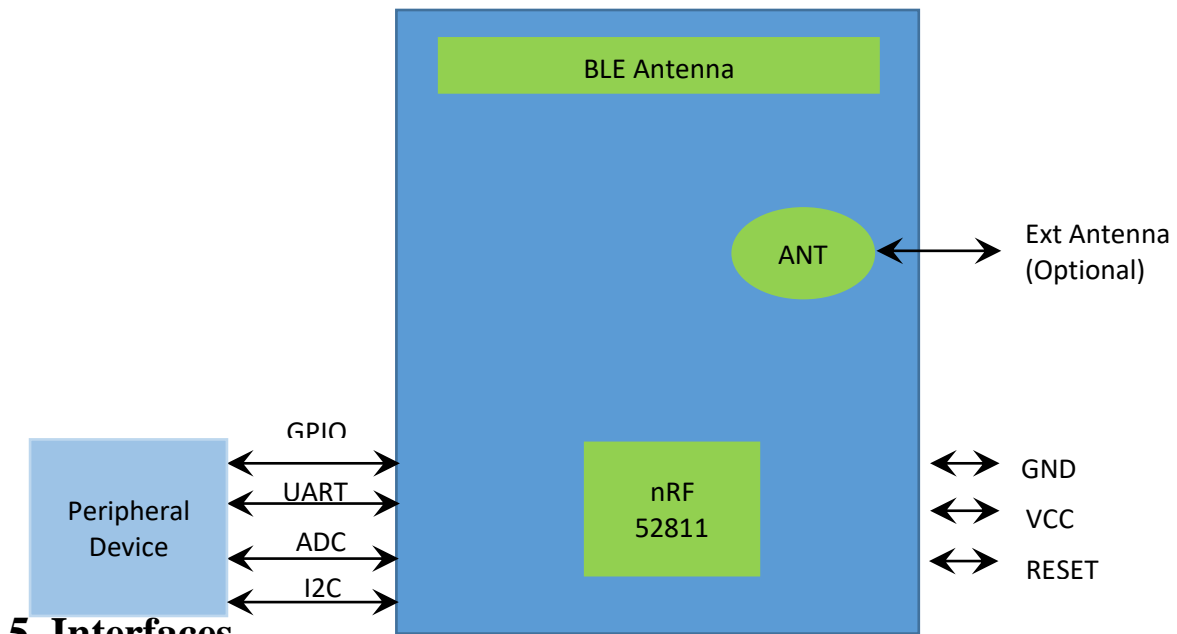 BLE Antenna
ANT
Ext Antenna
(Optional)
GPIO
UART
ADC
I2C
Peripheral
Device
nRF
52811
GND
VCC
RESET
5. Interfaces